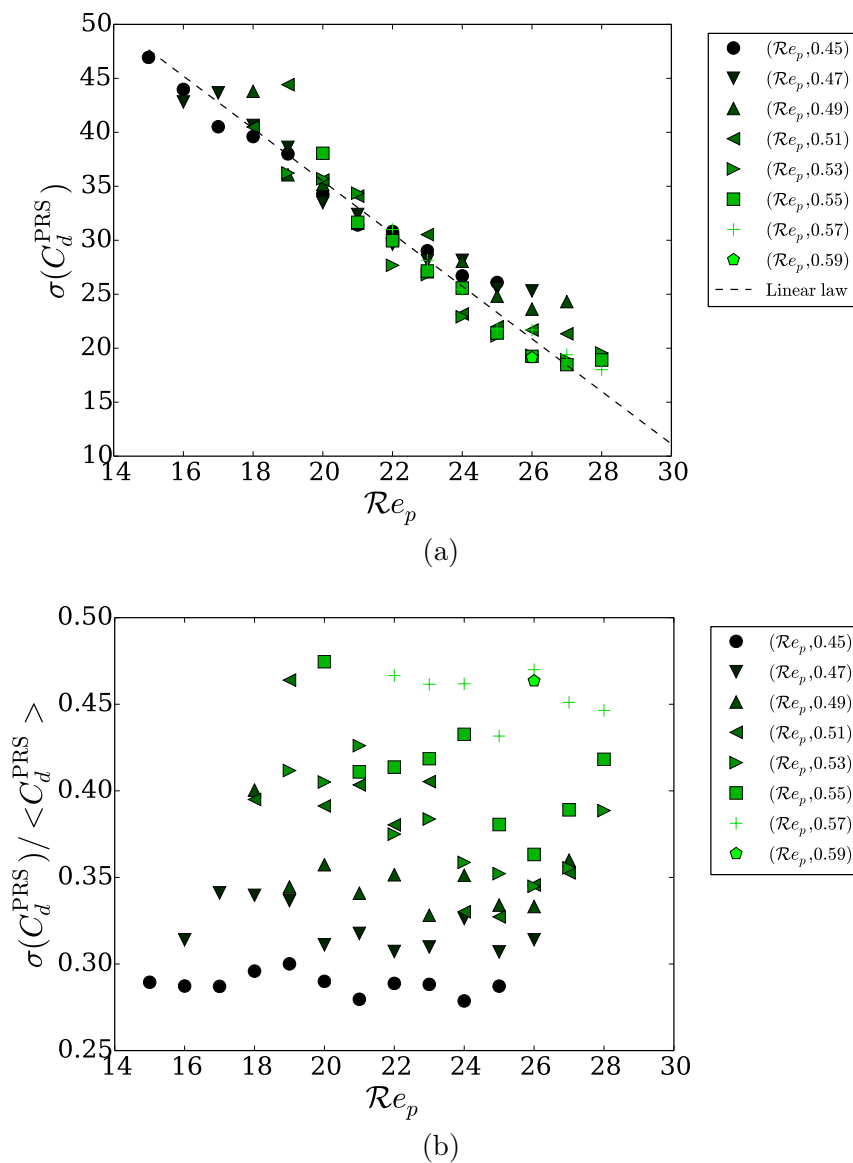 50
45
40
35
30
25
20
15
10
14 16 18 20 22 24 26 28 30
σ(C_d^PRS)
ℛe_p
(ℛe_p,0.45)
(ℛe_p,0.47)
(ℛe_p,0.49)
(ℛe_p,0.51)
(ℛe_p,0.53)
(ℛe_p,0.55)
(ℛe_p,0.57)
(ℛe_p,0.59)
Linear law
(a)
0.50
0.45
0.40
0.35
0.30
0.25
14 16 18 20 22 24 26 28 30
σ(C_d^PRS)/<C_d^PRS>
ℛe_p
(ℛe_p,0.45)
(ℛe_p,0.47)
(ℛe_p,0.49)
(ℛe_p,0.51)
(ℛe_p,0.53)
(ℛe_p,0.55)
(ℛe_p,0.57)
(ℛe_p,0.59)
(b)